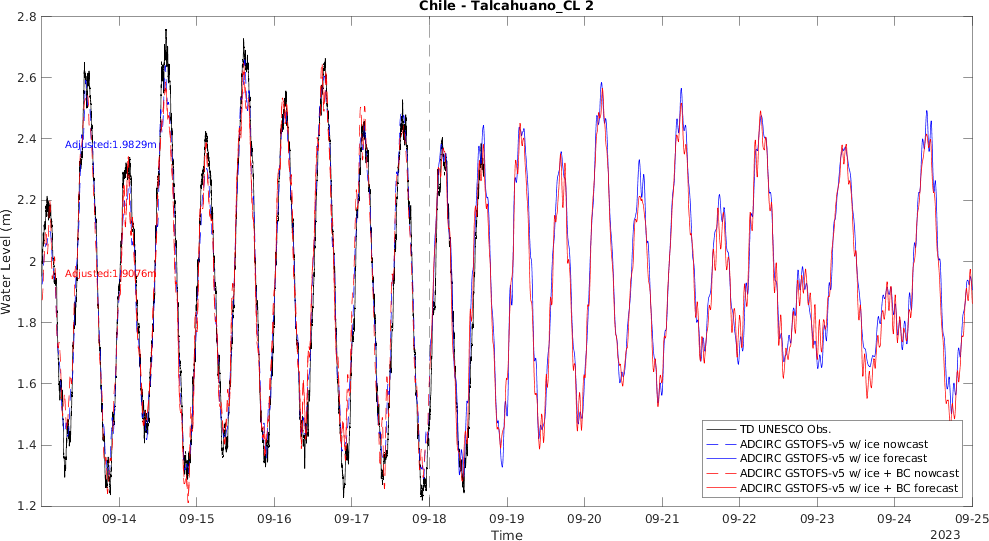 Chile - Talcahuano_CL 2
2.8
2.6
2.4
2.2
2
1.8
1.6
1.4
1.2
Water Level (m)
Adjusted:1.9829m
Adjusted:1.9076m
TD UNESCO Obs.
ADCIRC GSTOFS-v5 w/ ice nowcast
ADCIRC GSTOFS-v5 w/ ice forecast
ADCIRC GSTOFS-v5 w/ ice + BC nowcast
ADCIRC GSTOFS-v5 w/ ice + BC forecast
09-14 09-15 09-16 09-17 09-18 09-19 09-20 09-21 09-22 09-23 09-24 09-25
Time
2023